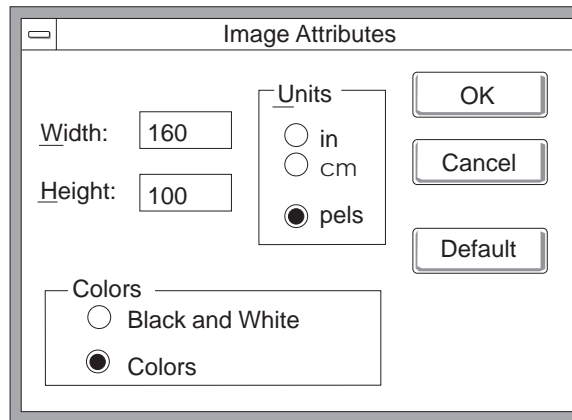 Image Attributes
Width: 160
Height: 100
Units
in
cm
pels
OK
Cancel
Default
Colors
Black and White
Colors